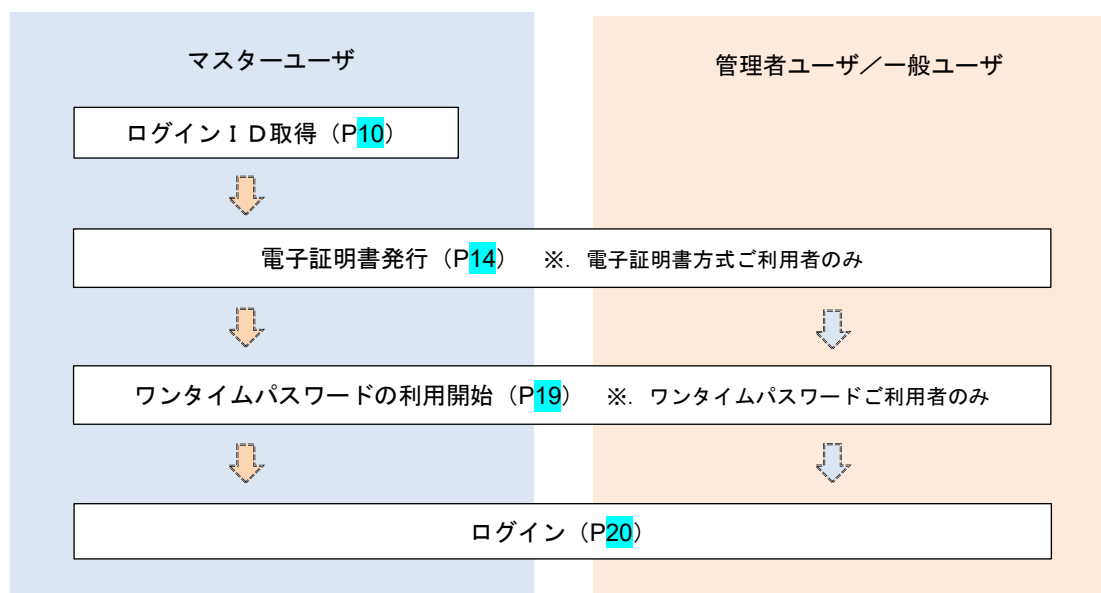 マスターユーザ
管理者ユーザ／一般ユーザ
ログインＩＤ取得（P10）
電子証明書発行（P14）　※. 電子証明書方式ご利用者のみ
ワンタイムパスワードの利用開始（P19）　※. ワンタイムパスワードご利用者のみ
ログイン（P20）